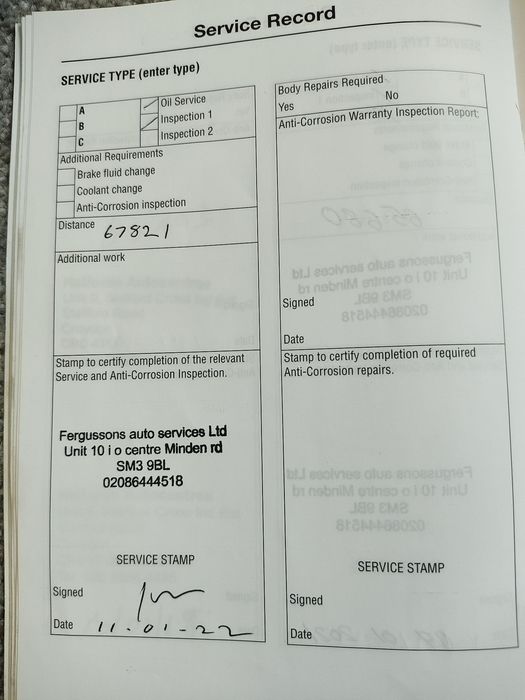 Service Record
SERVICE TYPE (enter type)
A
B
C
Oil Service
Inspection 1
Inspection 2
Additional Requirements
Brake fluid change
Coolant change
Anti-Corrosion inspection
Distance 67821
Additional work
Stamp to certify completion of the relevant
Service and Anti-Corrosion Inspection.
Fergussons auto services Ltd
Unit 10 i o centre Minden rd
SM3 9BL
02086444518
SERVICE STAMP
Signed
Date 11-01-22
Body Repairs Required
Yes No
Anti-Corrosion Warranty Inspection Report:
Signed
Date
Stamp to certify completion of required
Anti-Corrosion repairs.
SERVICE STAMP
Signed
Date